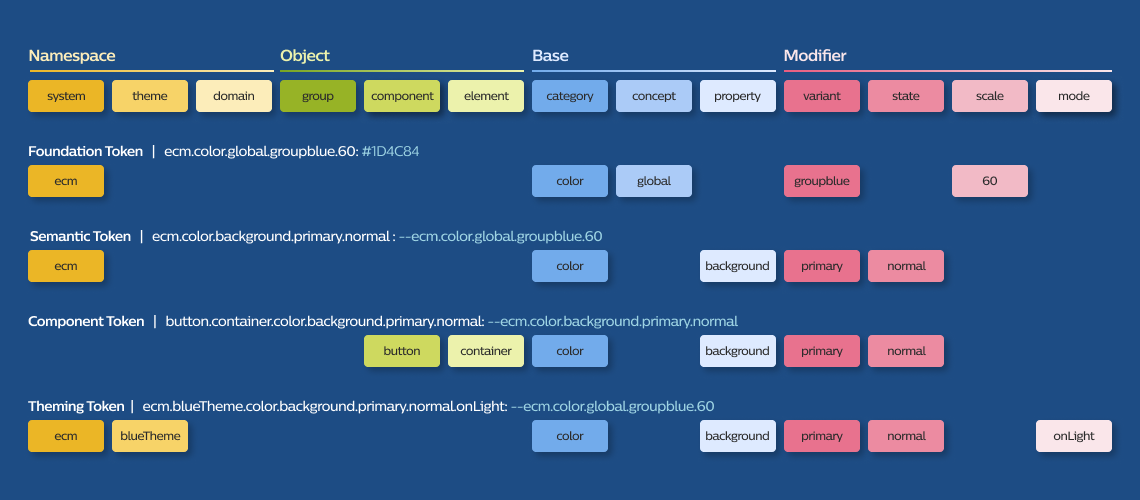 Namespace Object Base Modifier
system theme domain group component element category concept property variant state scale mode
Foundation Token | ecm.color.global.groupblue.60: #1D4C84
ecm color global groupblue 60
Semantic Token | ecm.color.background.primary.normal : --ecm.color.global.groupblue.60
ecm color background primary normal
Component Token | button.container.color.background.primary.normal: --ecm.color.background.primary.normal
button container color background primary normal
Theming Token | ecm.blueTheme.color.background.primary.normal.onLight: --ecm.color.global.groupblue.60
ecm blueTheme color background primary normal onLight